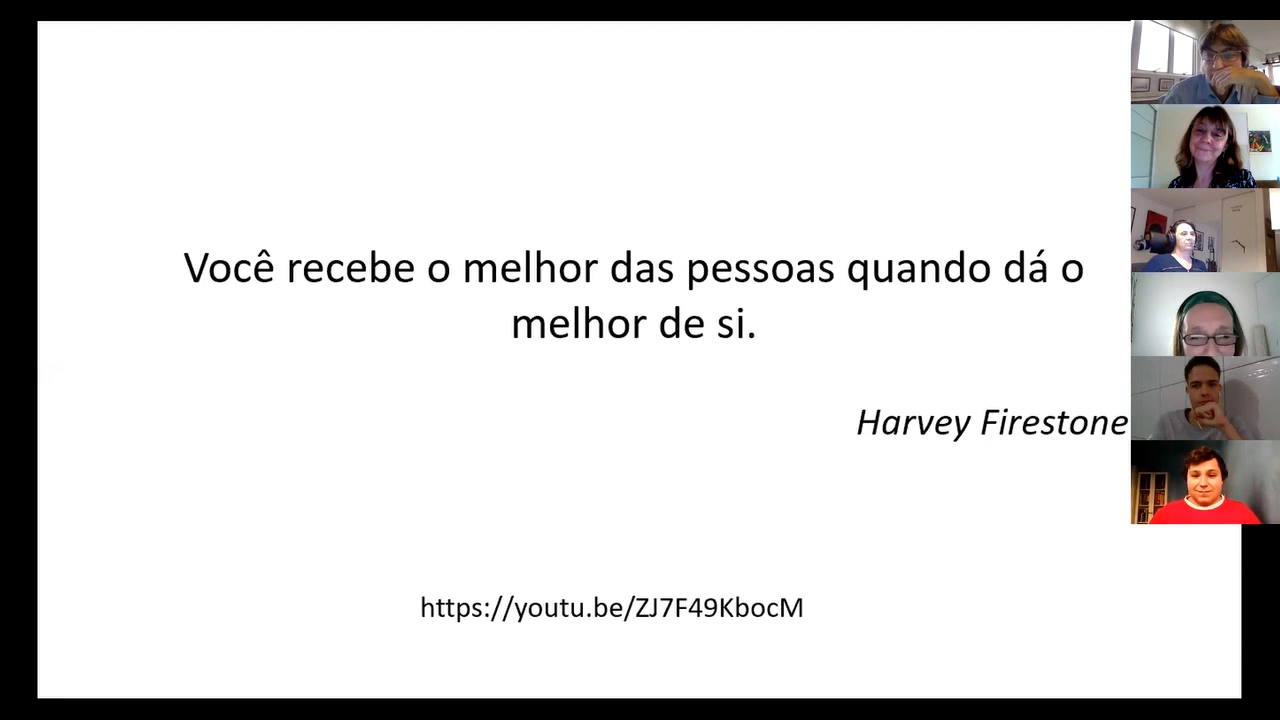 Você recebe o melhor das pessoas quando dá o
melhor de si.
Harvey Firestone
https://youtu.be/ZJ7F49KbocM